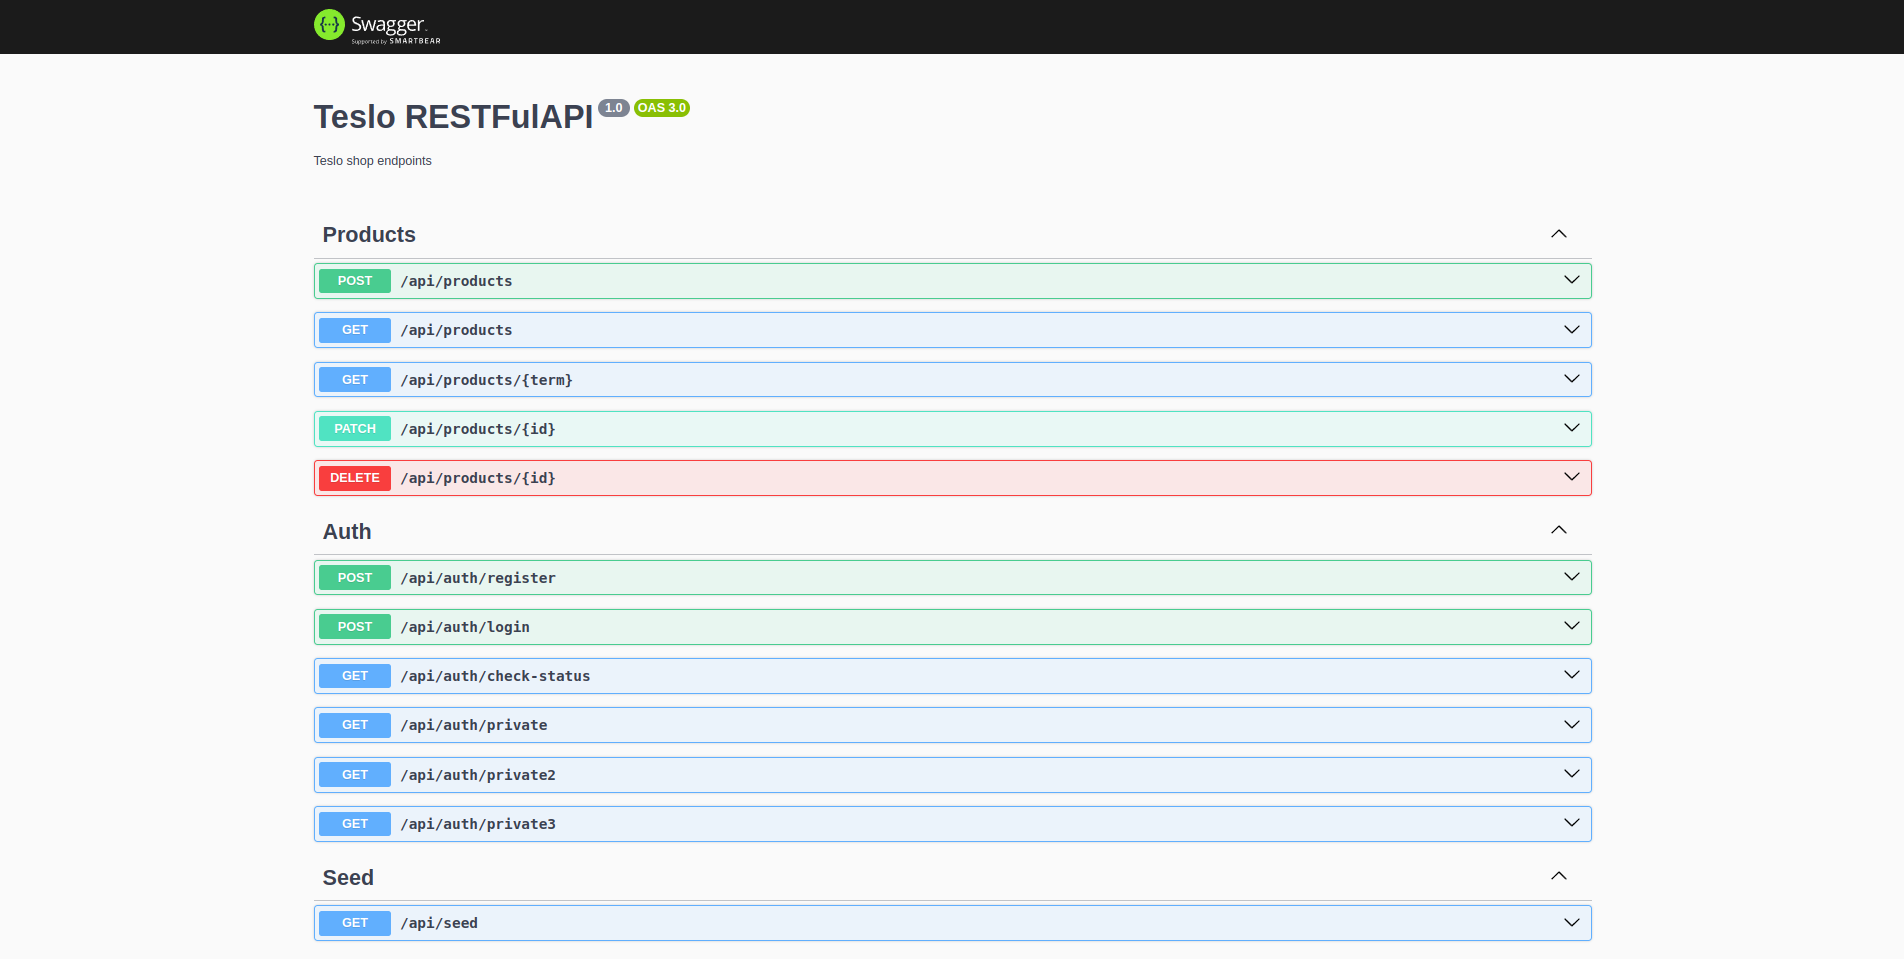 Swagger
Supported by SMARTBEAR
Teslo RESTFulAPI 1.0 OAS 3.0
Teslo shop endpoints
Products
POST /api/products
GET /api/products
GET /api/products/{term}
PATCH /api/products/{id}
DELETE /api/products/{id}
Auth
POST /api/auth/register
POST /api/auth/login
GET /api/auth/check-status
GET /api/auth/private
GET /api/auth/private2
GET /api/auth/private3
Seed
GET /api/seed